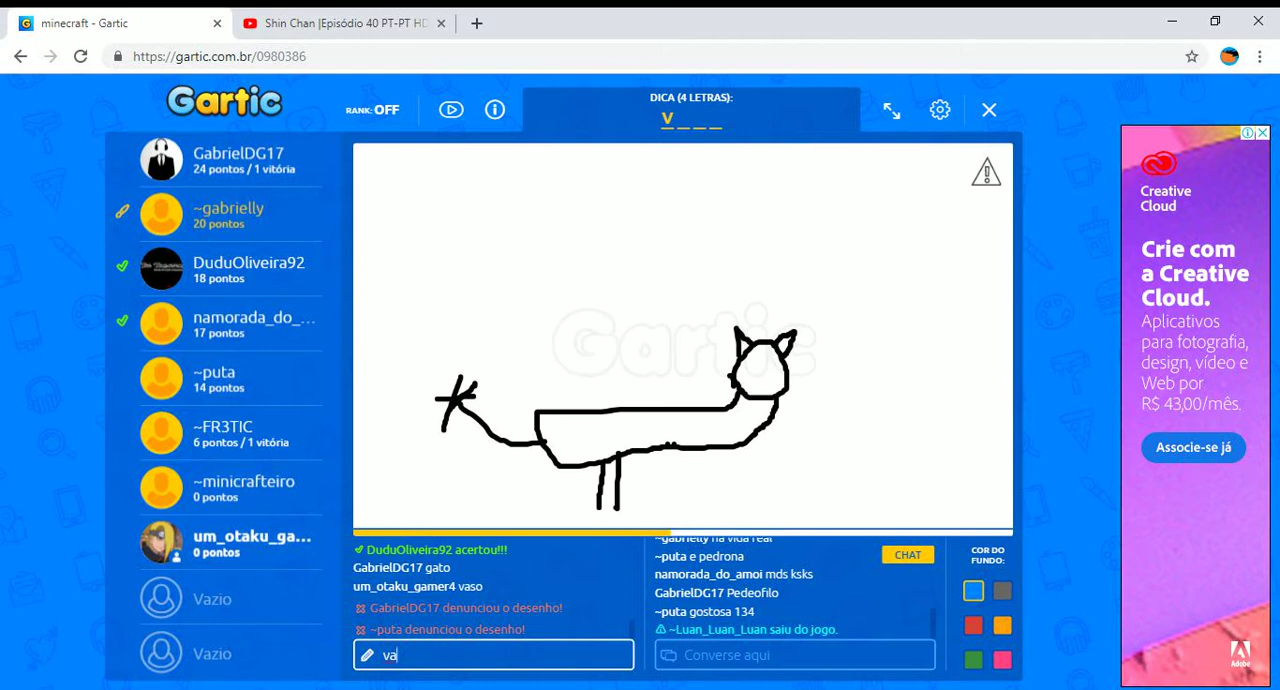 minecraft - Gartic
Shin Chan |Episódio 40 PT-PT HD
https://gartic.com.br/0980386
Gartic
RANK: OFF
DICA (4 LETRAS):
V _ _ _
GabrielDG17
24 pontos / 1 vitória
~gabrielly
20 pontos
DuduOliveira92
18 pontos
namorada_do_...
17 pontos
~puta
14 pontos
~FR3TIC
6 pontos / 1 vitória
~minicrafteiro
0 pontos
um_otaku_ga...
0 pontos
Vazio
Vazio
Gartic
DuduOliveira92 acertou!!!
GabrielDG17 gato
um_otaku_gamer4 vaso
GabrielDG17 denunciou o desenho!
~puta denunciou o desenho!
va
~gabrielly na vida real
~puta e pedrona
namorada_do_amoi mds ksks
GabrielDG17 Pedeofilo
~puta gostosa 134
~Luan_Luan_Luan saiu do jogo.
Converse aqui
CHAT
COR DO
FUNDO:
Creative
Cloud
Crie com
a Creative
Cloud.
Aplicativos
para fotografia,
design, vídeo e
Web por
R$ 43,00/mês.
Associe-se já
Adobe